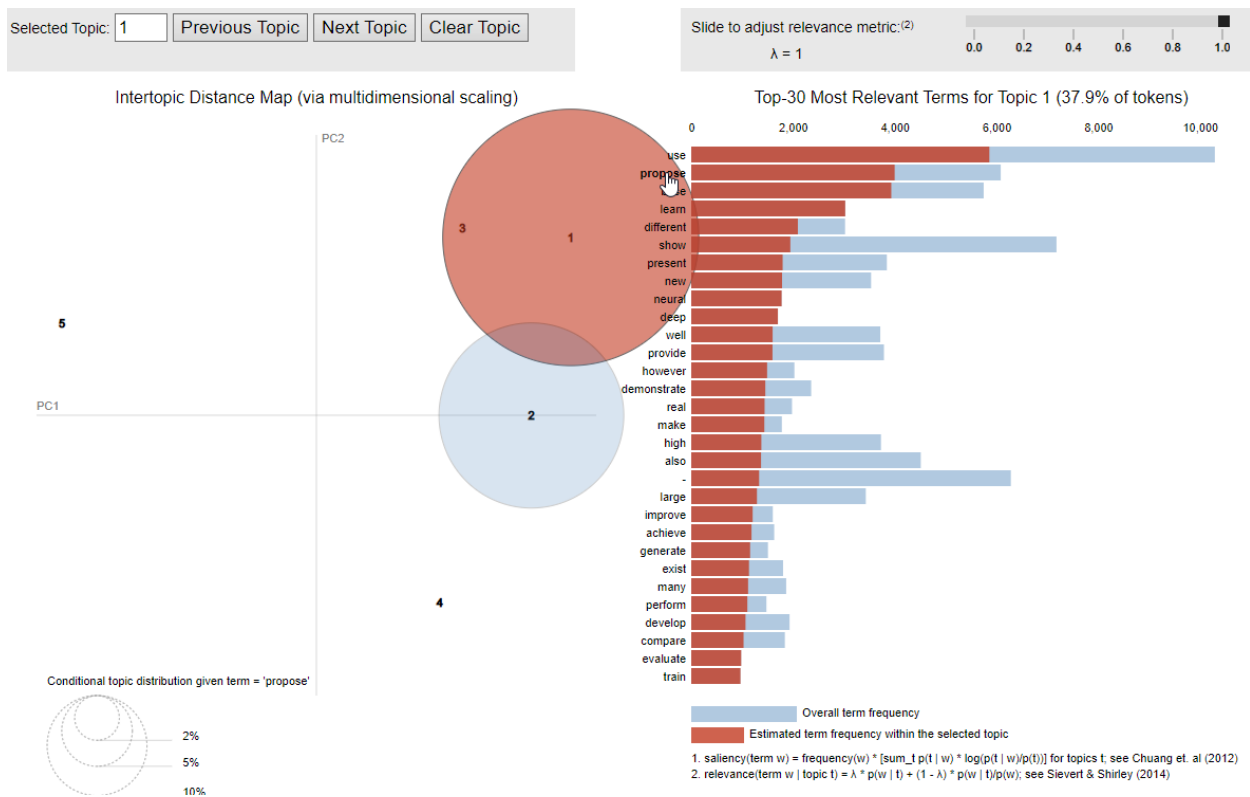 Selected Topic: 1 Previous Topic Next Topic Clear Topic
Slide to adjust relevance metric:(2)
λ = 1
0.0 0.2 0.4 0.6 0.8 1.0
Intertopic Distance Map (via multidimensional scaling)
PC2
PC1
3
1
5
2
4
Conditional topic distribution given term = 'propose'
2%
5%
10%
Top-30 Most Relevant Terms for Topic 1 (37.9% of tokens)
0 2,000 4,000 6,000 8,000 10,000
use
propose
learn
different
show
present
new
neural
deep
well
provide
however
demonstrate
real
make
high
also
-
large
improve
achieve
generate
exist
many
perform
develop
compare
evaluate
train
Overall term frequency
Estimated term frequency within the selected topic
1. saliency(term w) = frequency(w) * [sum_t p(t | w) * log(p(t | w)/p(t))] for topics t; see Chuang et. al (2012)
2. relevance(term w | topic t) = λ * p(w | t) + (1 - λ) * p(w | t)/p(w); see Sievert & Shirley (2014)